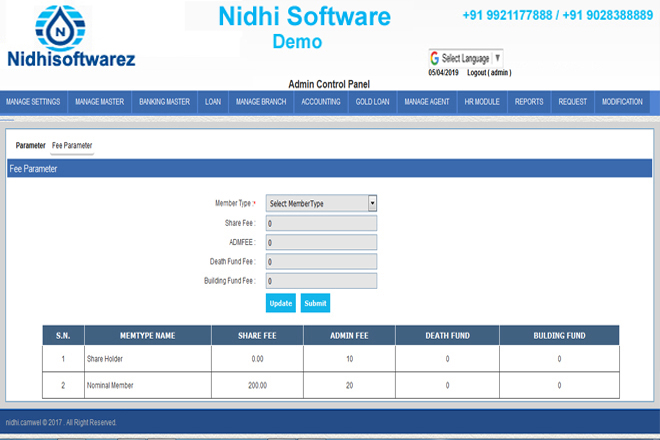 Nidhi Software
+91 9921177888 / +91 9028388889
Demo
N
Nidhisoftwarez
G Select Language ▼
05/04/2019 Logout ( admin )
Admin Control Panel
MANAGE SETTINGS MANAGE MASTER BANKING MASTER LOAN MANAGE BRANCH ACCOUNTING GOLD LOAN MANAGE AGENT HR MODULE REPORTS REQUEST MODIFICATION
Parameter Fee Parameter
Fee Parameter
Member Type :* Select MemberType
Share Fee : 0
ADMFEE : 0
Death Fund Fee : 0
Building Fund Fee : 0
Update Submit
S.N. MEMTYPE NAME SHARE FEE ADMIN FEE DEATH FUND BULDING FUND
1 Share Holder 0.00 10 0 0
2 Nominal Member 200.00 20 0 0
nidhi.camwel © 2017 . All Right Reserved.